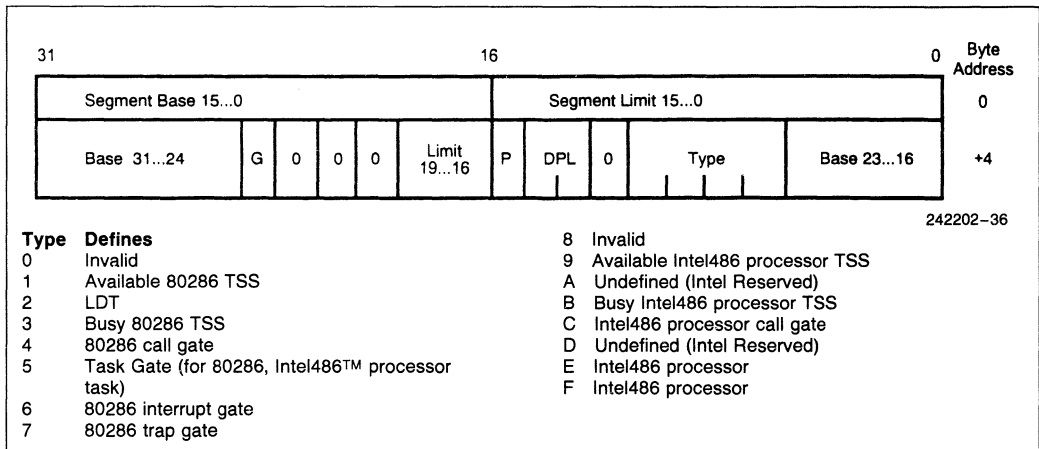 31 16 0 Byte Address
Segment Base 15...0 Segment Limit 15...0 0
Base 31...24 G 0 0 0 Limit 19...16 P DPL 0 Type Base 23...16 +4
242202–36
Type Defines
0 Invalid
1 Available 80286 TSS
2 LDT
3 Busy 80286 TSS
4 80286 call gate
5 Task Gate (for 80286, Intel486™ processor
task)
6 80286 interrupt gate
7 80286 trap gate
8 Invalid
9 Available Intel486 processor TSS
A Undefined (Intel Reserved)
B Busy Intel486 processor TSS
C Intel486 processor call gate
D Undefined (Intel Reserved)
E Intel486 processor
F Intel486 processor